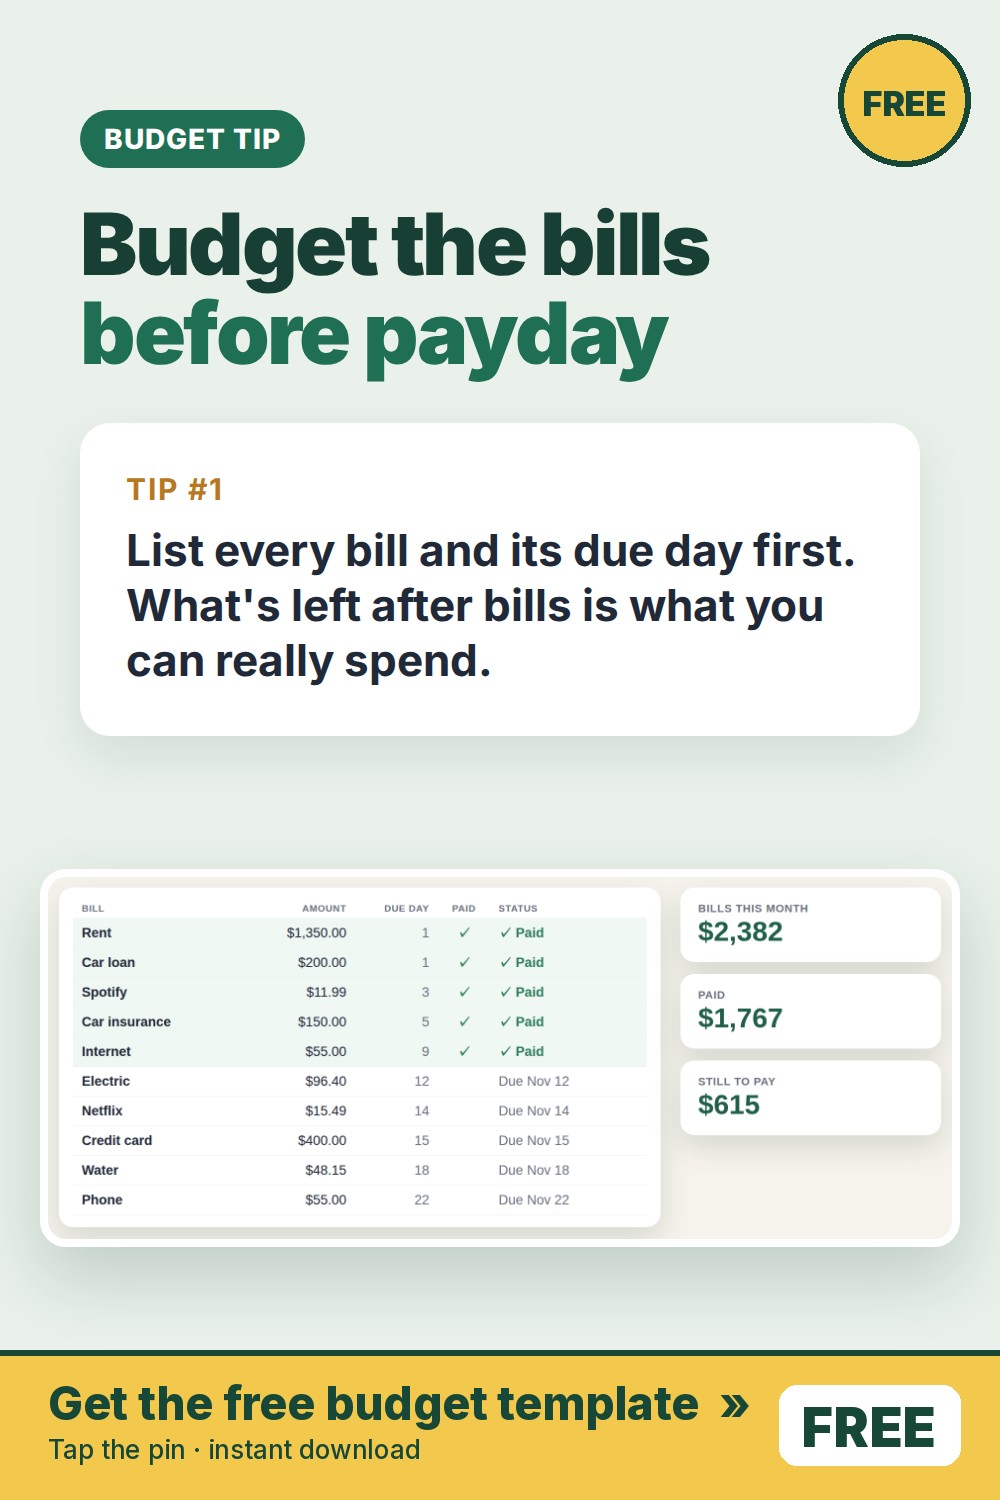 FREE
BUDGET TIP
Budget the bills
before payday
TIP #1
List every bill and its due day first.
What's left after bills is what you
can really spend.
BILL AMOUNT DUE DAY PAID STATUS
Rent $1,350.00 1 ✓ ✓ Paid
Car loan $200.00 1 ✓ ✓ Paid
Spotify $11.99 3 ✓ ✓ Paid
Car insurance $150.00 5 ✓ ✓ Paid
Internet $55.00 9 ✓ ✓ Paid
Electric $96.40 12 Due Nov 12
Netflix $15.49 14 Due Nov 14
Credit card $400.00 15 Due Nov 15
Water $48.15 18 Due Nov 18
Phone $55.00 22 Due Nov 22
BILLS THIS MONTH
$2,382
PAID
$1,767
STILL TO PAY
$615
Get the free budget template »
Tap the pin · instant download
FREE